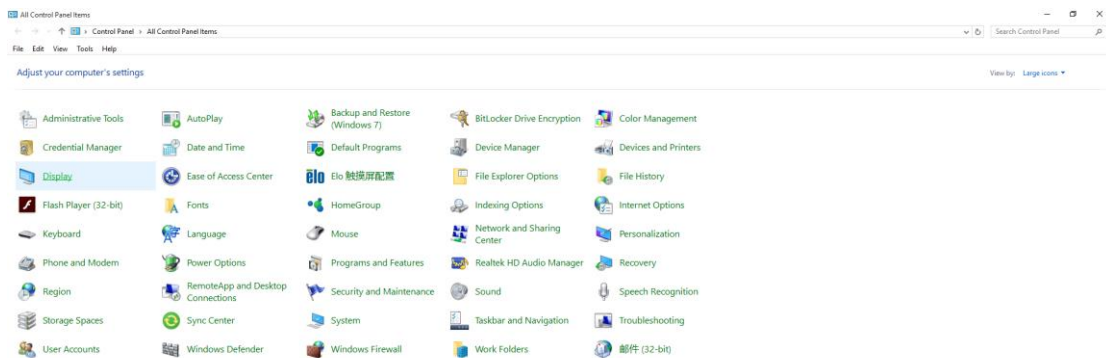 All Control Panel Items
Control Panel › All Control Panel Items
Search Control Panel
File Edit View Tools Help
Adjust your computer's settings
View by: Large icons
Administrative Tools
AutoPlay
Backup and Restore
(Windows 7)
BitLocker Drive Encryption
Color Management
Credential Manager
Date and Time
Default Programs
Device Manager
Devices and Printers
Display
Ease of Access Center
elo
Elo 触摸屏配置
File Explorer Options
File History
Flash Player (32-bit)
Fonts
HomeGroup
Indexing Options
Internet Options
Keyboard
Language
Mouse
Network and Sharing
Center
Personalization
Phone and Modem
Power Options
Programs and Features
Realtek HD Audio Manager
Recovery
Region
RemoteApp and Desktop
Connections
Security and Maintenance
Sound
Speech Recognition
Storage Spaces
Sync Center
System
Taskbar and Navigation
Troubleshooting
User Accounts
Windows Defender
Windows Firewall
Work Folders
邮件 (32-bit)